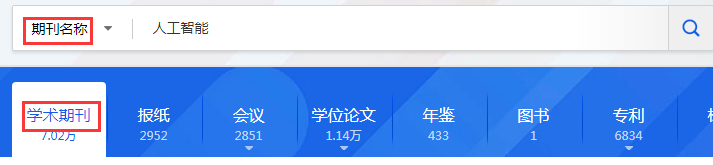 期刊名称 人工智能
学术期刊 报纸 会议 学位论文 年鉴 图书 专利
7.02万 2952 2851 1.14万 433 1 6834